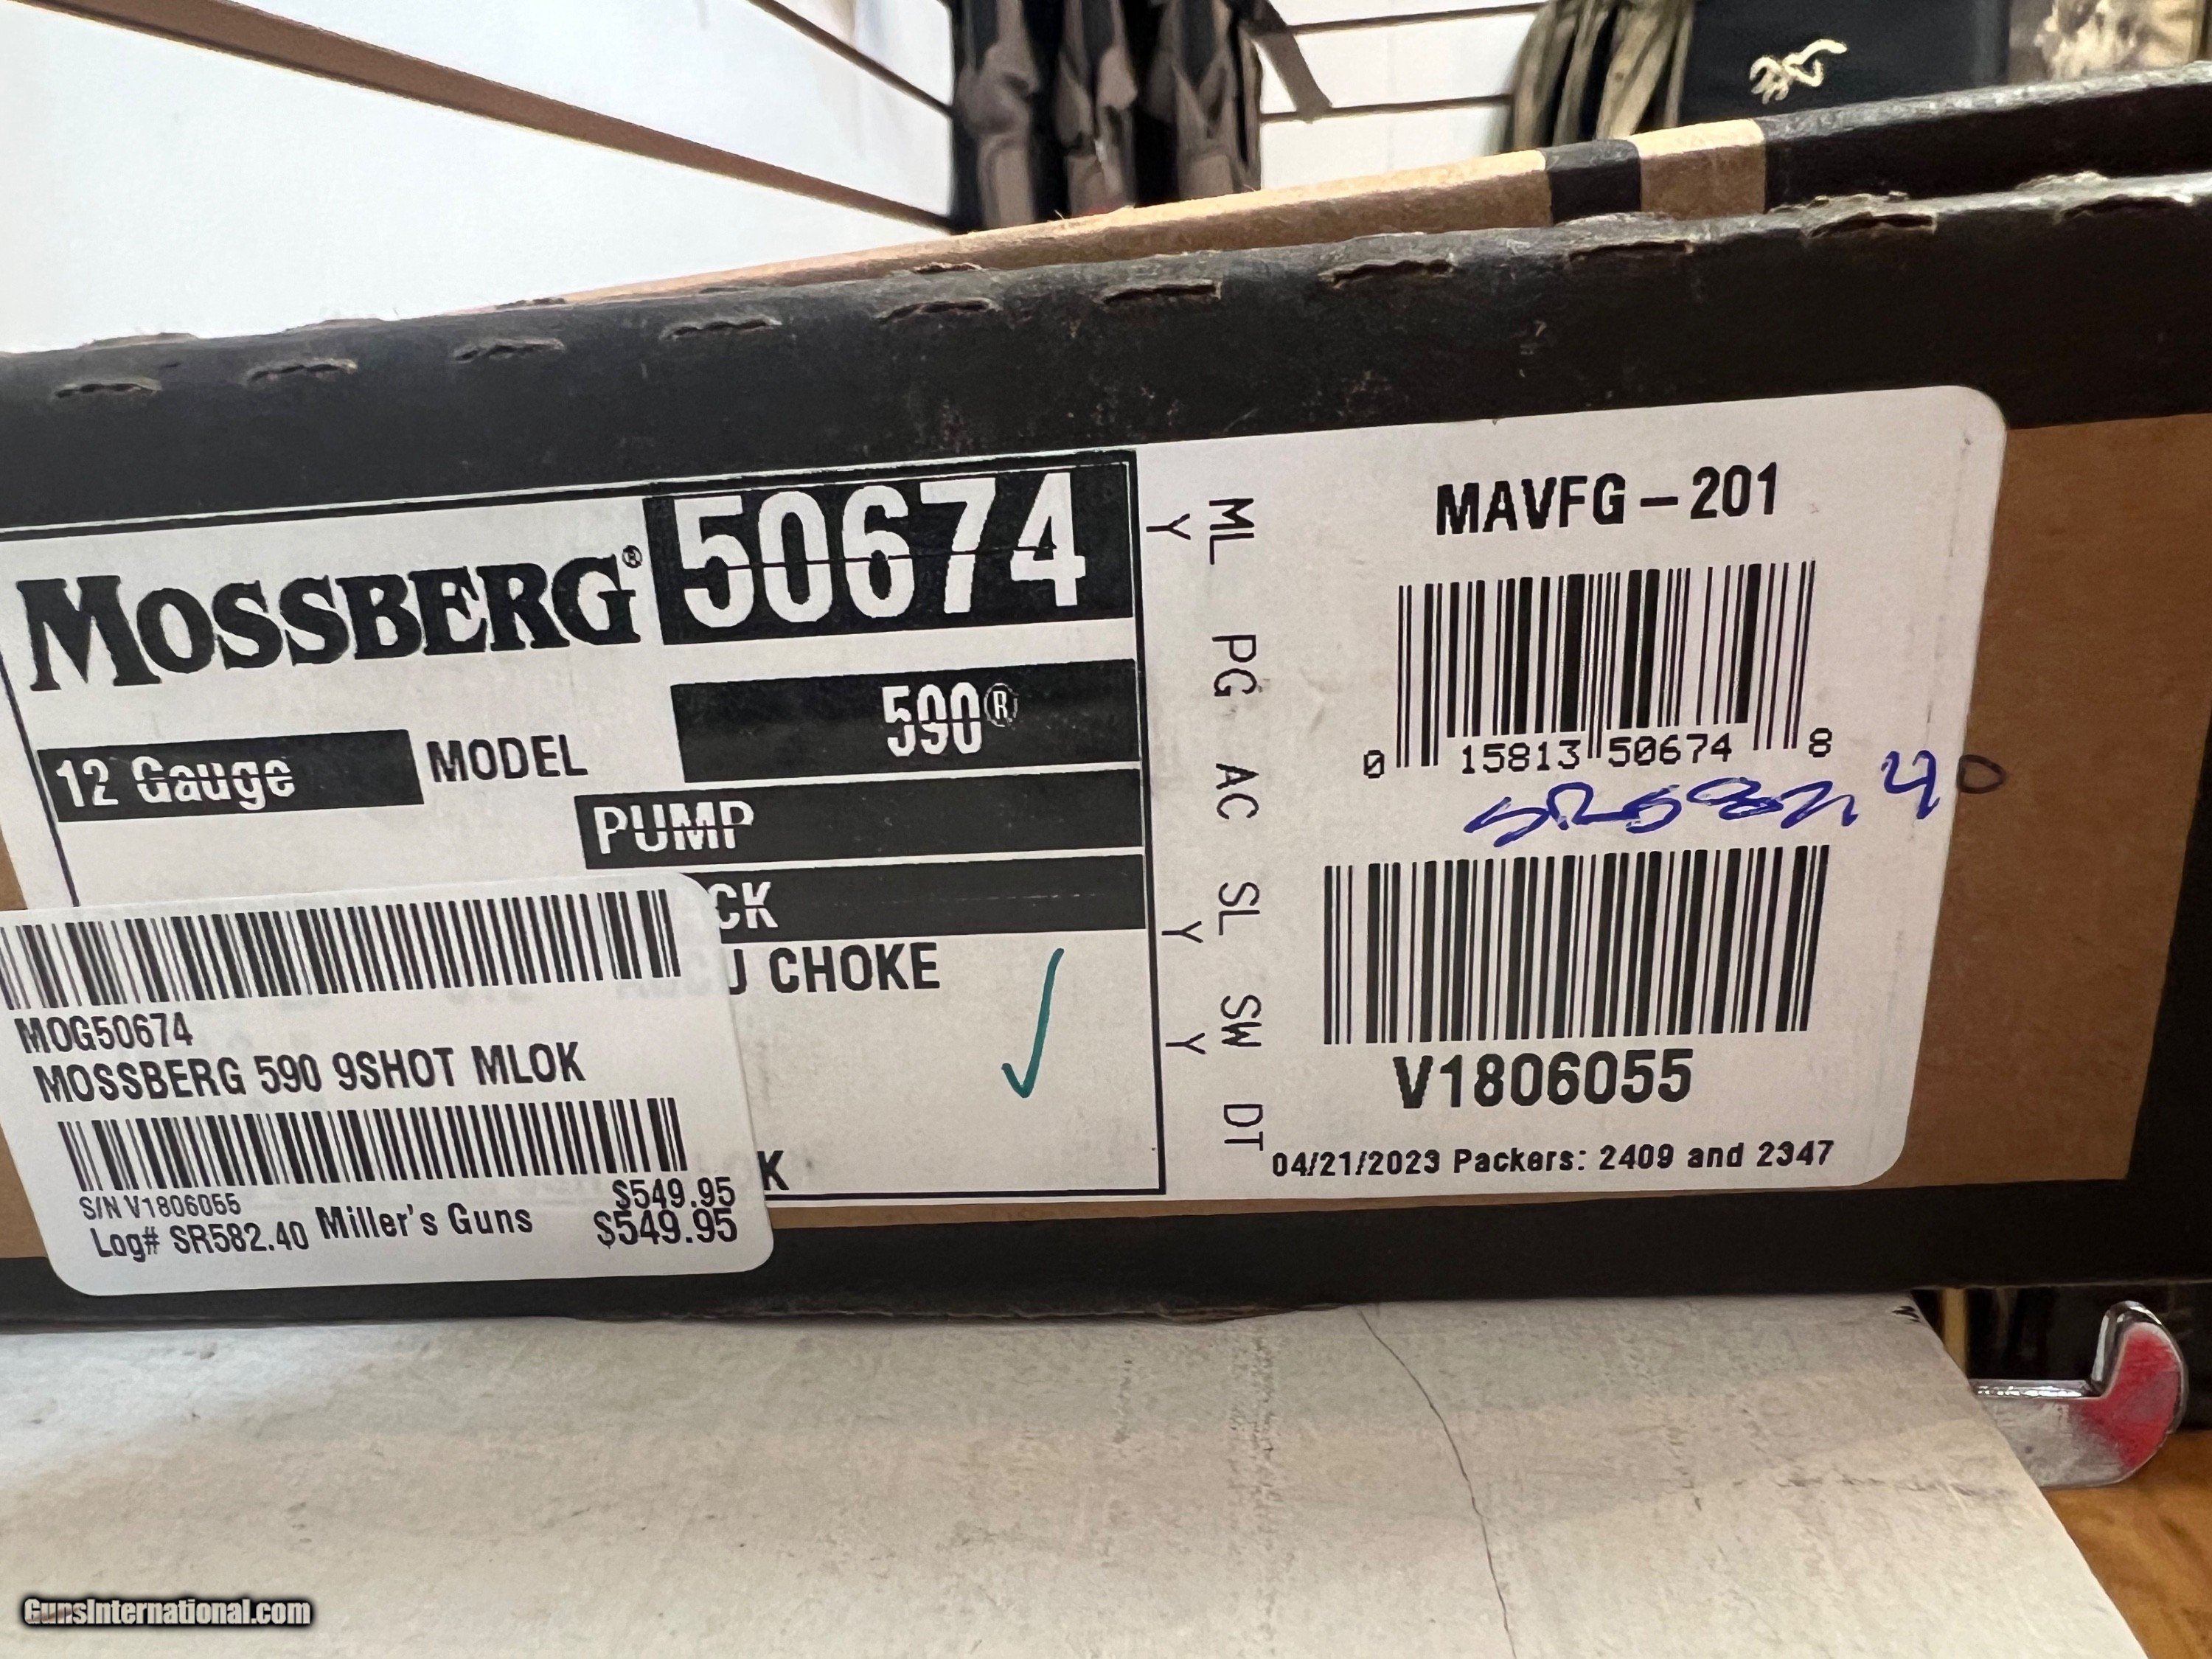 MOSSBERG® 50674
12 Gauge MODEL 590®
PUMP
CK
U CHOKE
K
MOG50674
MOSSBERG 590 9SHOT MLOK
S/N V1806055 $549.95
Log# SR582.40 Miller's Guns $549.95
ML PG AC SL SW DT
Y Y Y
MAVFG-201
0 15813 50674 8
V1806055
04/21/2023 Packers: 2409 and 2347
GunsInternational.com